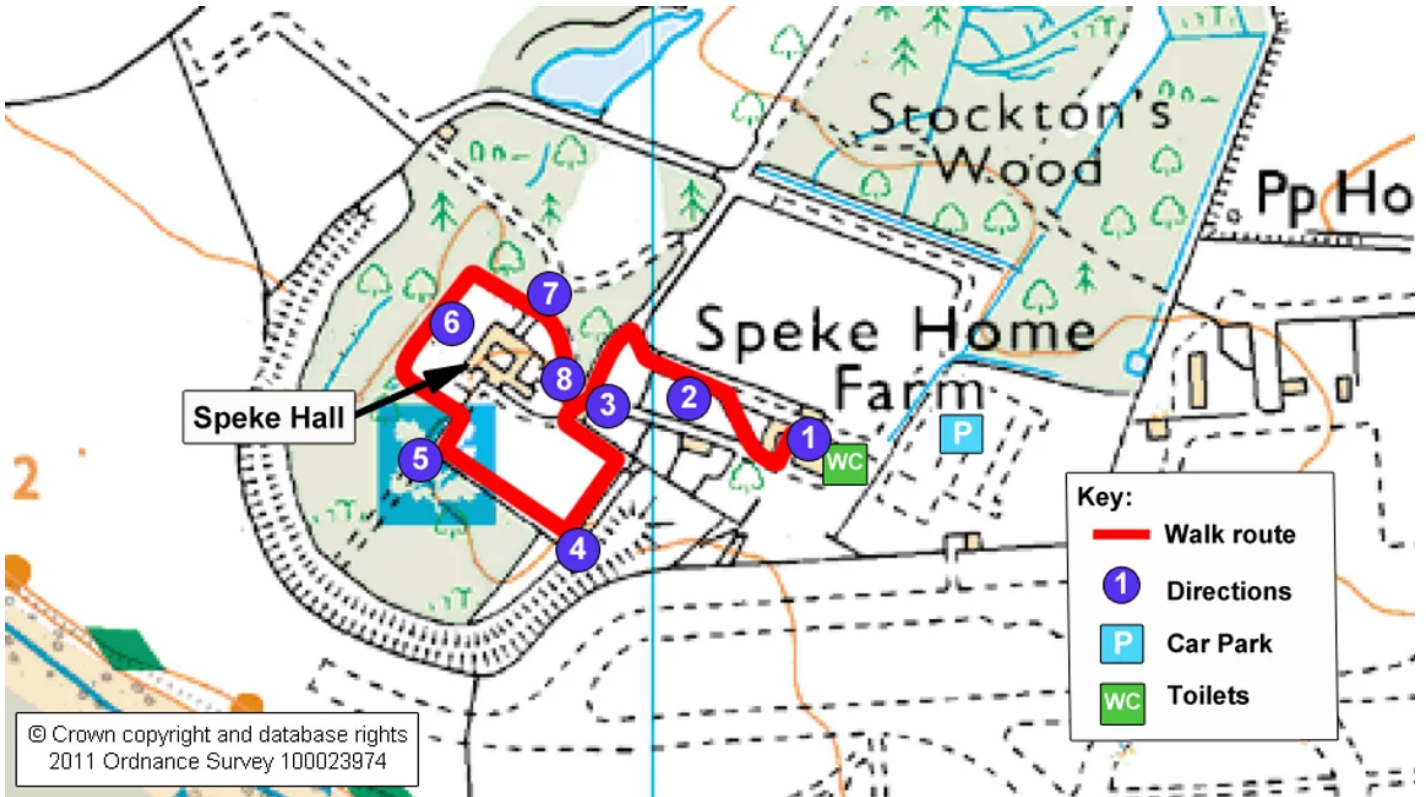 Stockton's
Wood
Pp Ho
7
6
Speke Home
Farm
8
Speke Hall
3
2
1
P
WC
5
2
4
Key:
Walk route
1
Directions
P
Car Park
WC
Toilets
© Crown copyright and database rights
2011 Ordnance Survey 100023974